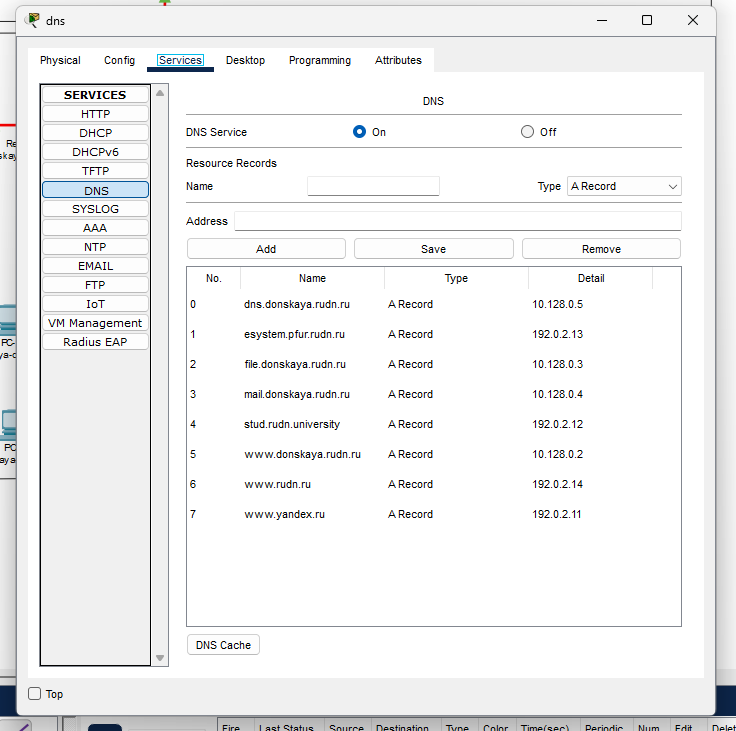 dns
Physical Config Services Desktop Programming Attributes
SERVICES
HTTP
DHCP
DHCPv6
TFTP
DNS
SYSLOG
AAA
NTP
EMAIL
FTP
IoT
VM Management
Radius EAP
DNS
DNS Service On Off
Resource Records
Name Type A Record
Address
Add Save Remove
No. Name Type Detail
0 dns.donskaya.rudn.ru A Record 10.128.0.5
1 esystem.pfur.rudn.ru A Record 192.0.2.13
2 file.donskaya.rudn.ru A Record 10.128.0.3
3 mail.donskaya.rudn.ru A Record 10.128.0.4
4 stud.rudn.university A Record 192.0.2.12
5 www.donskaya.rudn.ru A Record 10.128.0.2
6 www.rudn.ru A Record 192.0.2.14
7 www.yandex.ru A Record 192.0.2.11
DNS Cache
Top
Fire Last Status Source Destination Type Color Time(sec) Periodic Num Edit